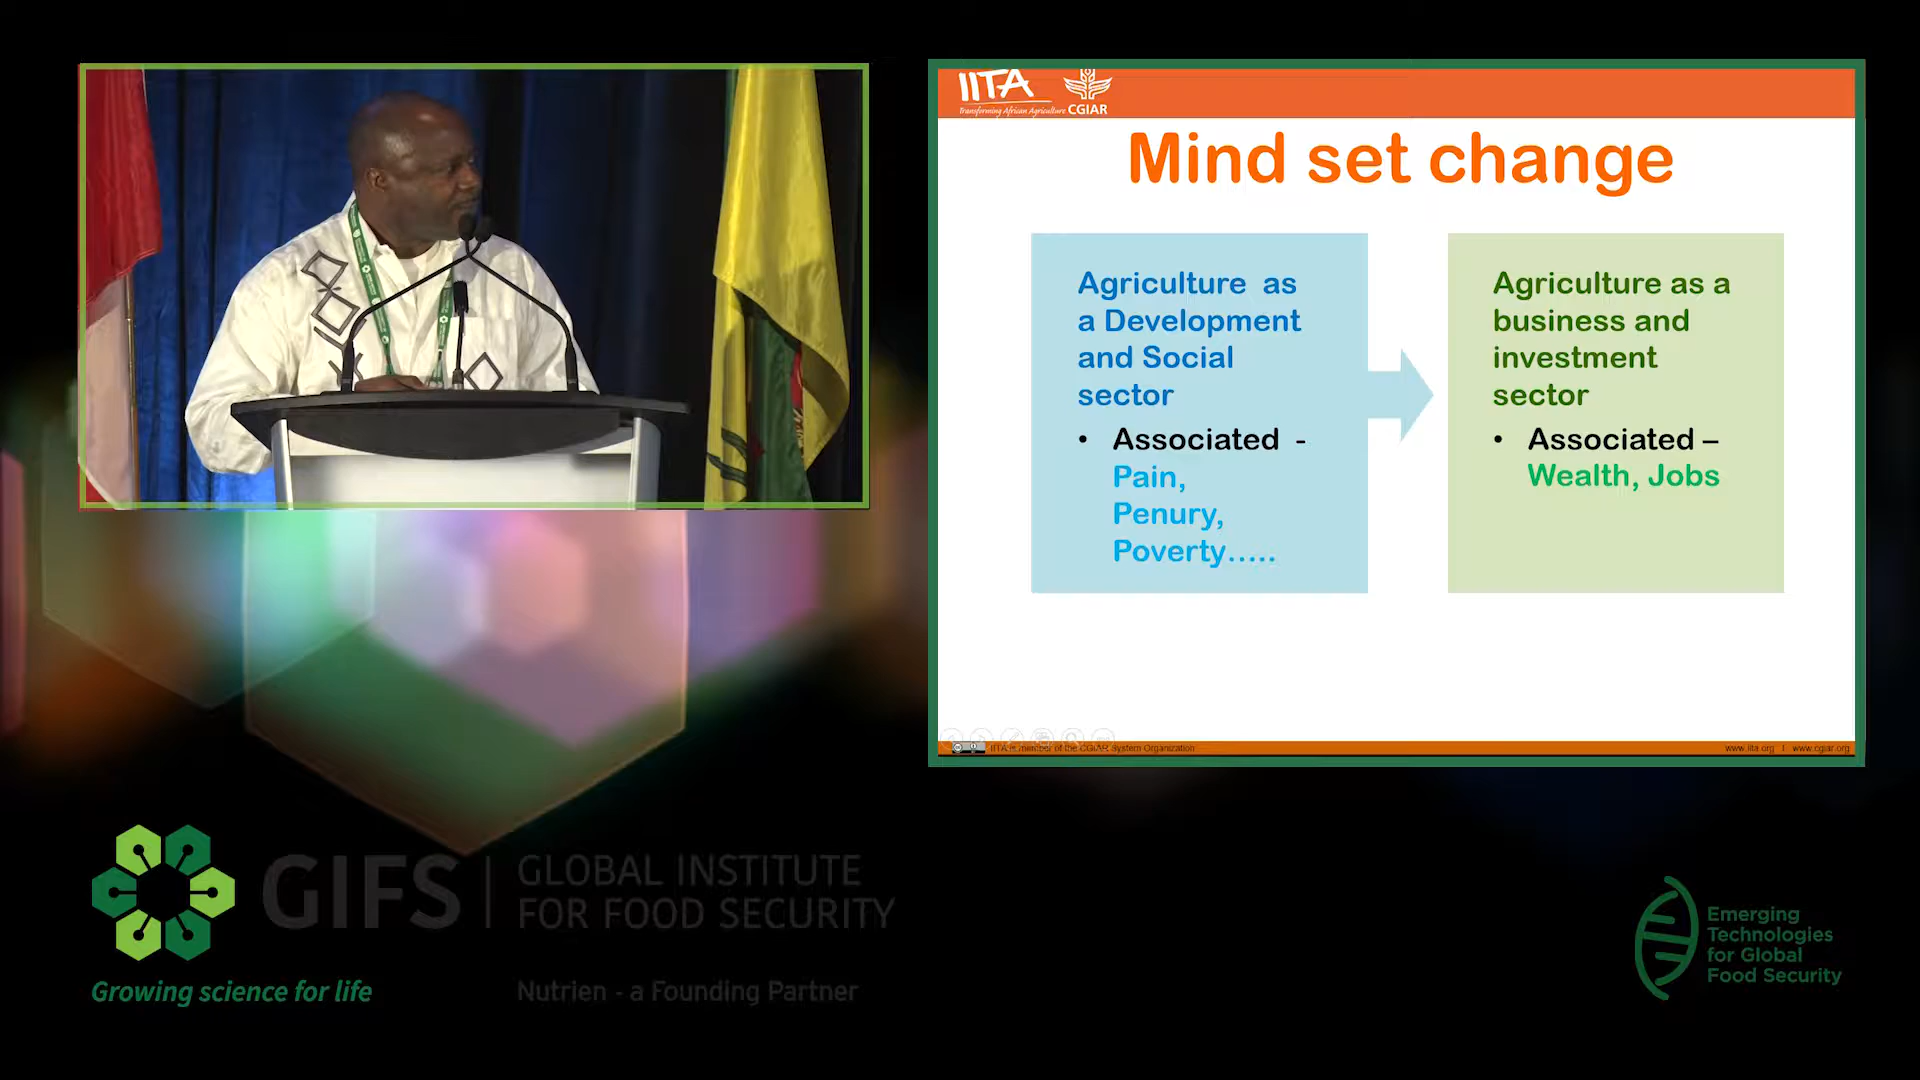 IITA
Transforming African Agriculture
CGIAR
Mind set change
Agriculture as
a Development
and Social
sector
• Associated -
Pain,
Penury,
Poverty.....
Agriculture as a
business and
investment
sector
• Associated –
Wealth, Jobs
IITA is member of the CGIAR System Organization
www.iita.org I www.cgiar.org
GIFS
GLOBAL INSTITUTE
FOR FOOD SECURITY
Growing science for life
Nutrien - a Founding Partner
Emerging
Technologies
for Global
Food Security